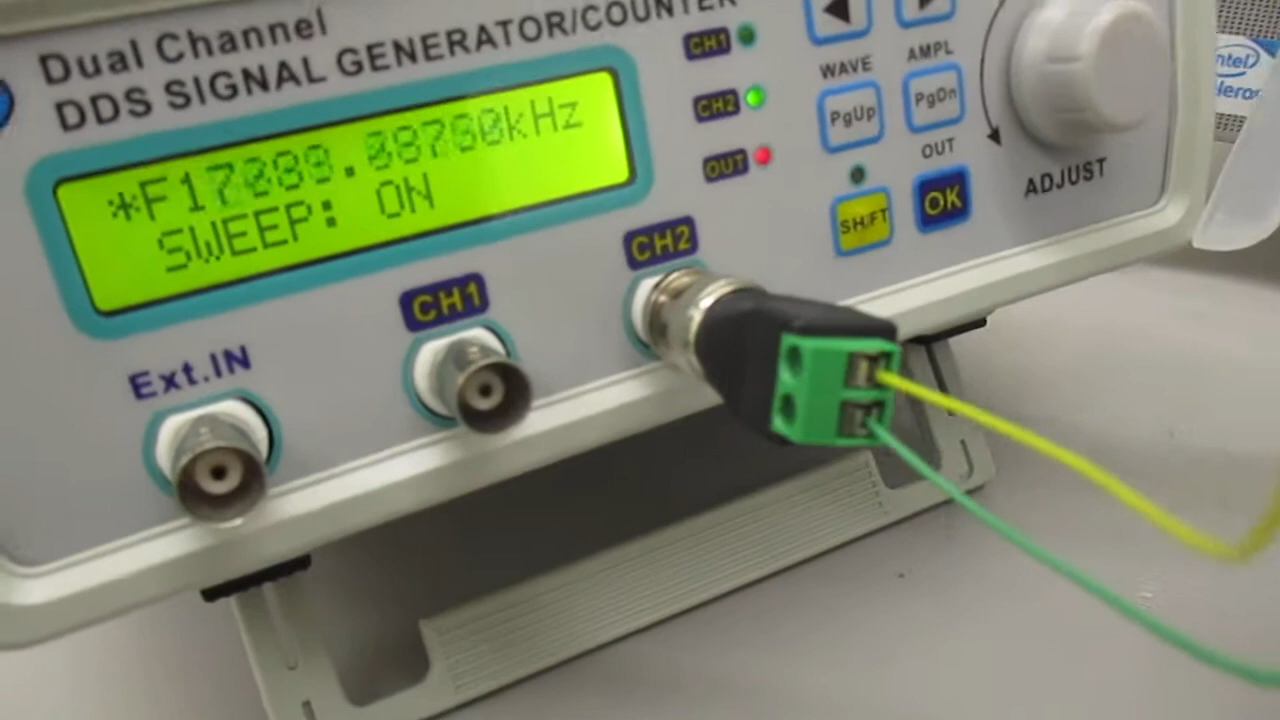 Dual Channel
DDS SIGNAL GENERATOR/COUNTER
SWEEP: ON
CH1
CH2
OUT
WAVE
AMPL
PgUp
PgDn
OUT
SHIFT
OK
ADJUST
Ext.IN
CH1
CH2